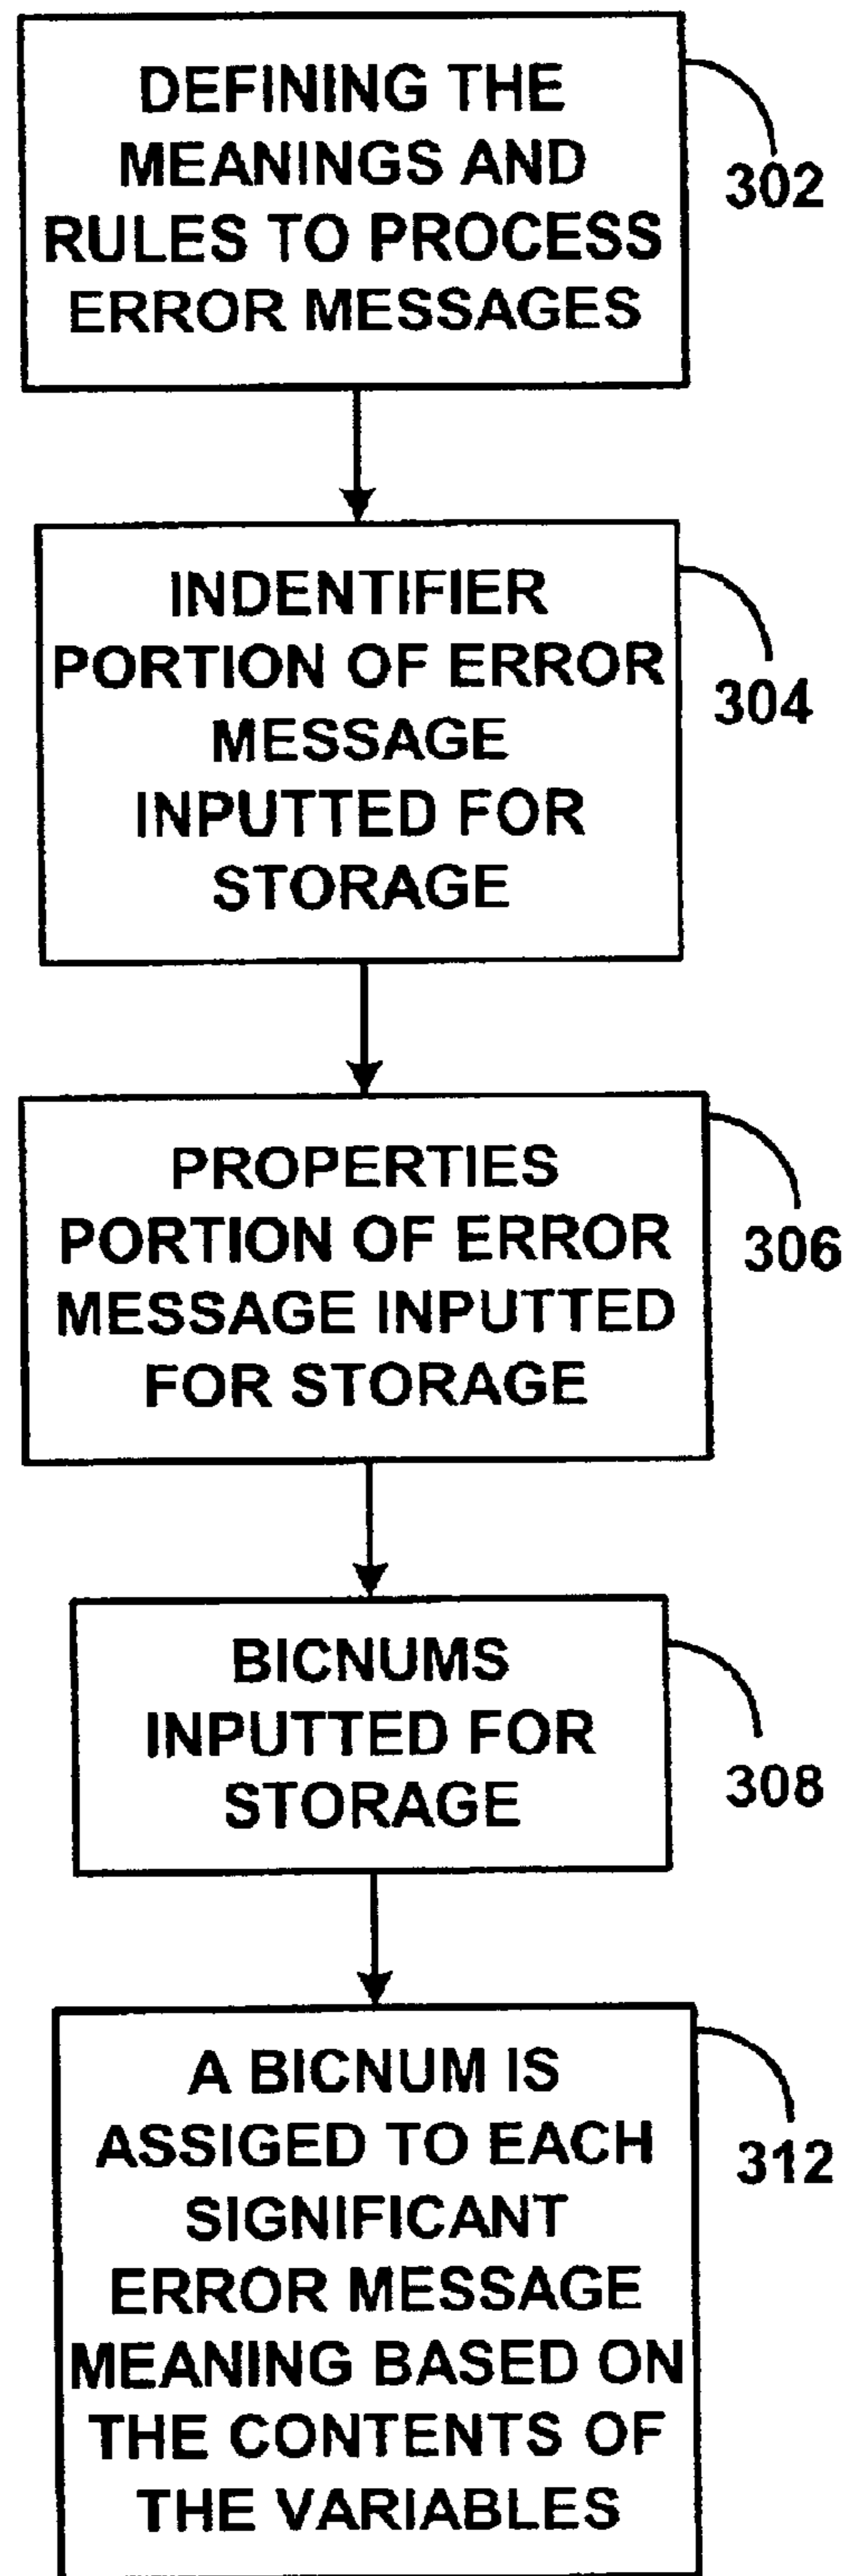 DEFINING THE
MEANINGS AND
RULES TO PROCESS
ERROR MESSAGES
302
INDENTIFIER
PORTION OF ERROR
MESSAGE
INPUTTED FOR
STORAGE
304
PROPERTIES
PORTION OF ERROR
MESSAGE INPUTTED
FOR STORAGE
306
BICNUMS
INPUTTED FOR
STORAGE
308
A BICNUM IS
ASSIGED TO EACH
SIGNIFICANT
ERROR MESSAGE
MEANING BASED ON
THE CONTENTS OF
THE VARIABLES
312